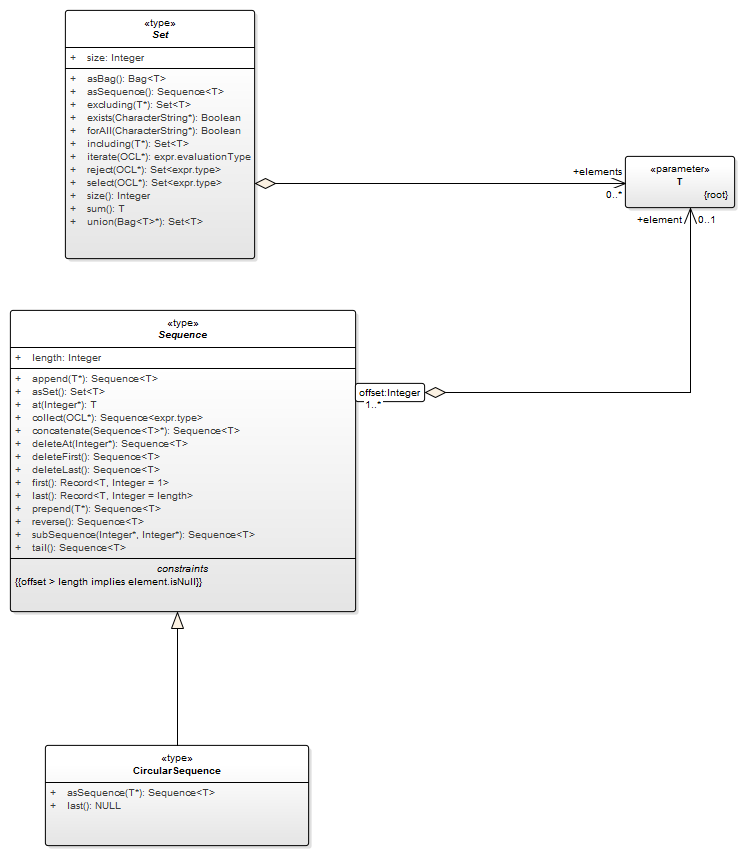 «type»
Set
+ size: Integer
+ asBag(): Bag<T>
+ asSequence(): Sequence<T>
+ excluding(T*): Set<T>
+ exists(CharacterString*): Boolean
+ forAll(CharacterString*): Boolean
+ including(T*): Set<T>
+ iterate(OCL*): expr.evaluationType
+ reject(OCL*): Set<expr.type>
+ select(OCL*): Set<expr.type>
+ size(): Integer
+ sum(): T
+ union(Bag<T>*): Set<T>
+elements
0..*
«parameter»
T
{root}
+element
0..1
«type»
Sequence
+ length: Integer
+ append(T*): Sequence<T>
+ asSet(): Set<T>
+ at(Integer*): T
+ collect(OCL*): Sequence<expr.type>
+ concatenate(Sequence<T>*): Sequence<T>
+ deleteAt(Integer*): Sequence<T>
+ deleteFirst(): Sequence<T>
+ deleteLast(): Sequence<T>
+ first(): Record<T, Integer = 1>
+ last(): Record<T, Integer = length>
+ prepend(T*): Sequence<T>
+ reverse(): Sequence<T>
+ subSequence(Integer*, Integer*): Sequence<T>
+ tail(): Sequence<T>
constraints
{{offset > length implies element.isNull}}
offset:Integer
1..*
«type»
CircularSequence
+ asSequence(T*): Sequence<T>
+ last(): NULL